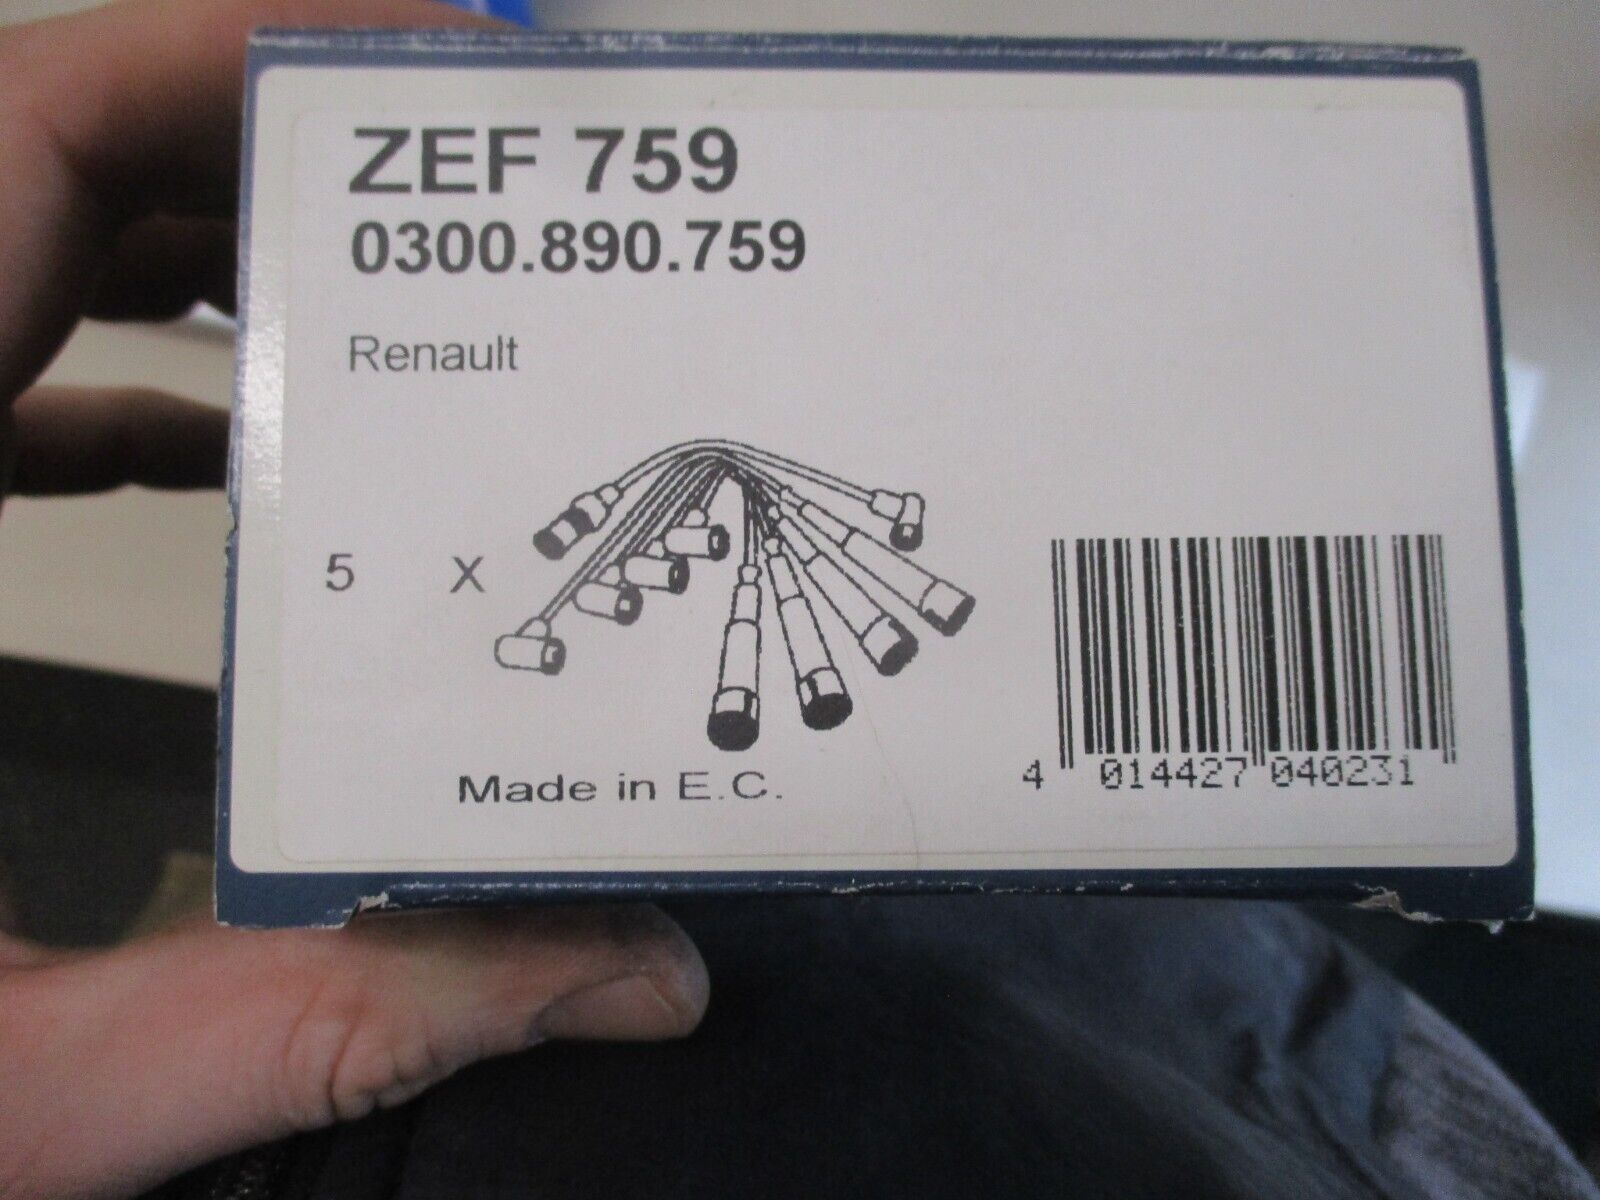 ZEF 759
0300.890.759
Renault
5 x
Made in E.C.
4 014427 040231